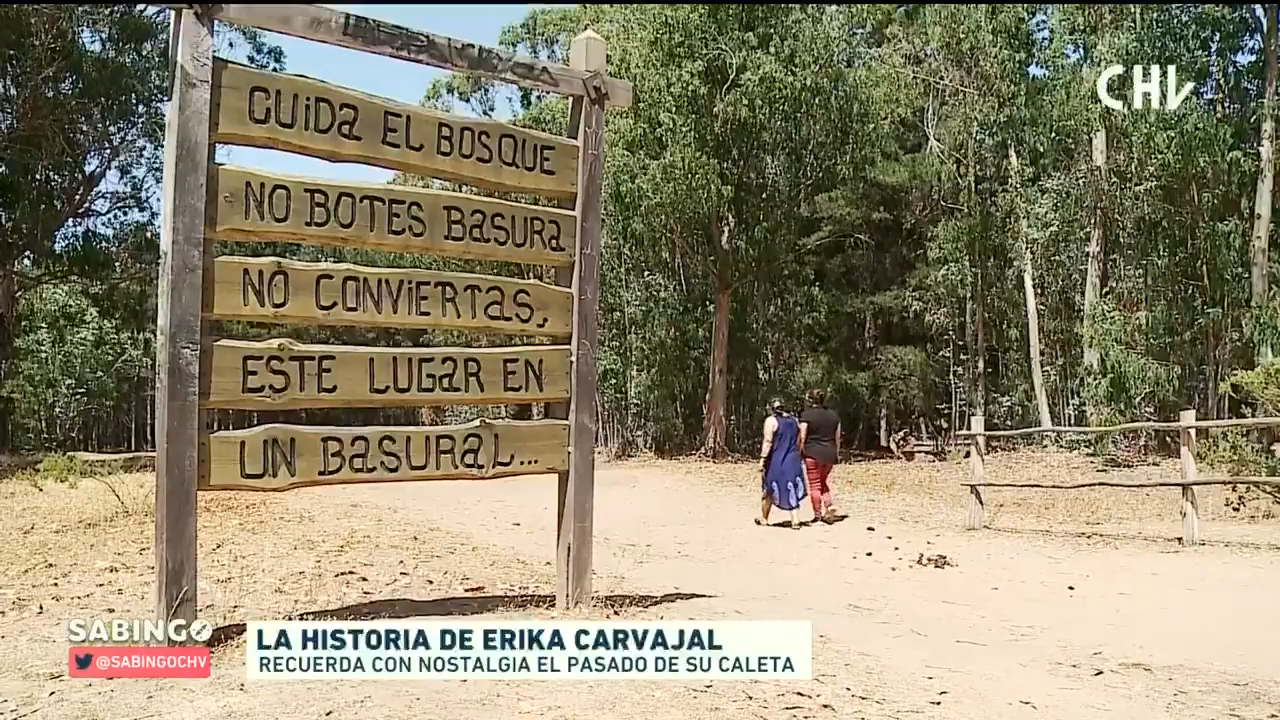 CHV
CUIDA EL BOSQUE
NO BOTES BASURA
NO CONVIERTAS,
ESTE LUGAR EN
UN BASURAL...
SABINGO
@SABINGOCHV
LA HISTORIA DE ERIKA CARVAJAL
RECUERDA CON NOSTALGIA EL PASADO DE SU CALETA